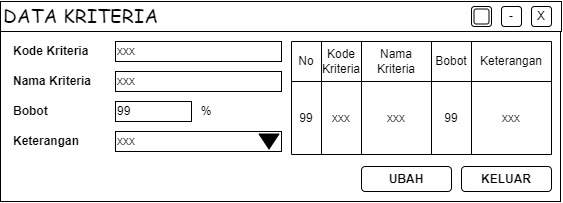 DATA KRITERIA - X
Kode Kriteria xxx
Nama Kriteria xxx
Bobot 99 %
Keterangan xxx
No Kode Kriteria Nama Kriteria Bobot Keterangan
99 xxx xxx 99 xxx
UBAH KELUAR